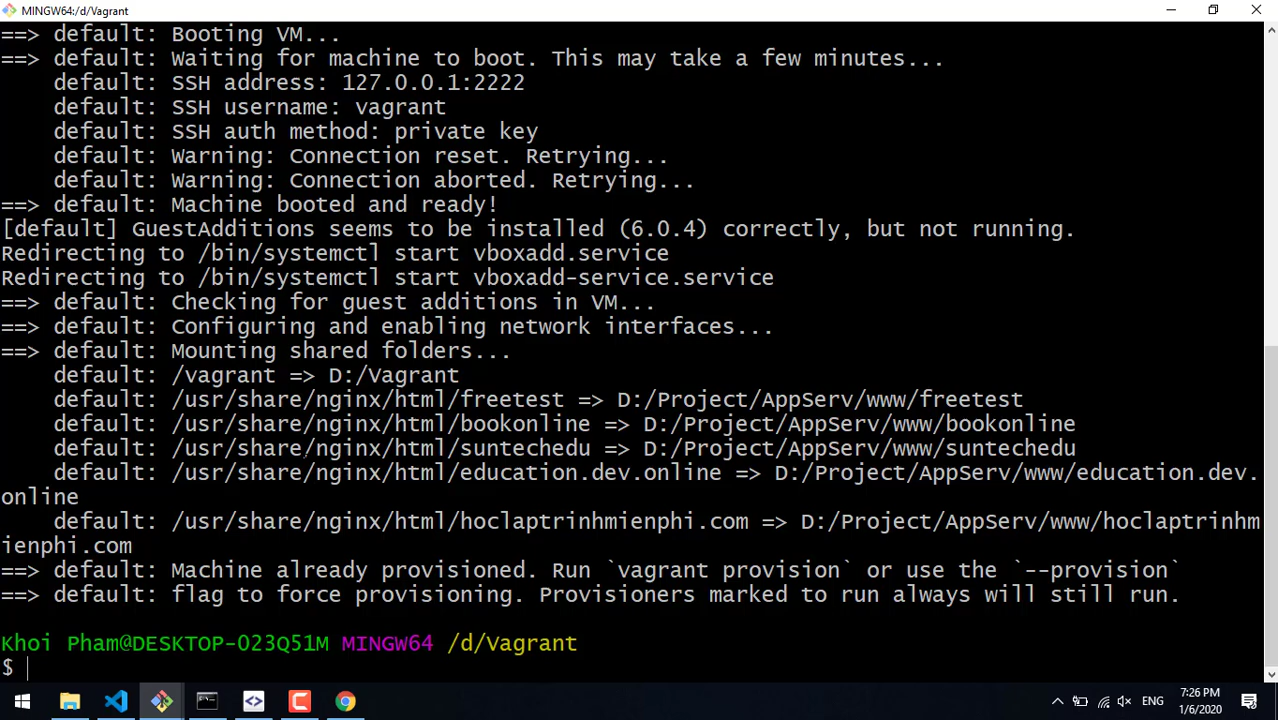 MINGW64:/d/Vagrant
==> default: Booting VM...
==> default: Waiting for machine to boot. This may take a few minutes...
default: SSH address: 127.0.0.1:2222
default: SSH username: vagrant
default: SSH auth method: private key
default: Warning: Connection reset. Retrying...
default: Warning: Connection aborted. Retrying...
==> default: Machine booted and ready!
[default] GuestAdditions seems to be installed (6.0.4) correctly, but not running.
Redirecting to /bin/systemctl start vboxadd.service
Redirecting to /bin/systemctl start vboxadd-service.service
==> default: Checking for guest additions in VM...
==> default: Configuring and enabling network interfaces...
==> default: Mounting shared folders...
default: /vagrant => D:/Vagrant
default: /usr/share/nginx/html/freetest => D:/Project/AppServ/www/freetest
default: /usr/share/nginx/html/bookonline => D:/Project/AppServ/www/bookonline
default: /usr/share/nginx/html/suntechedu => D:/Project/AppServ/www/suntechedu
default: /usr/share/nginx/html/education.dev.online => D:/Project/AppServ/www/education.dev.
online
default: /usr/share/nginx/html/hoclaptrinhmienphi.com => D:/Project/AppServ/www/hoclaptrinhm
ienphi.com
==> default: Machine already provisioned. Run `vagrant provision` or use the `--provision`
==> default: flag to force provisioning. Provisioners marked to run always will still run.
Khoi Pham@DESKTOP-O23Q51M MINGW64 /d/Vagrant
$
ENG
7:26 PM
1/6/2020